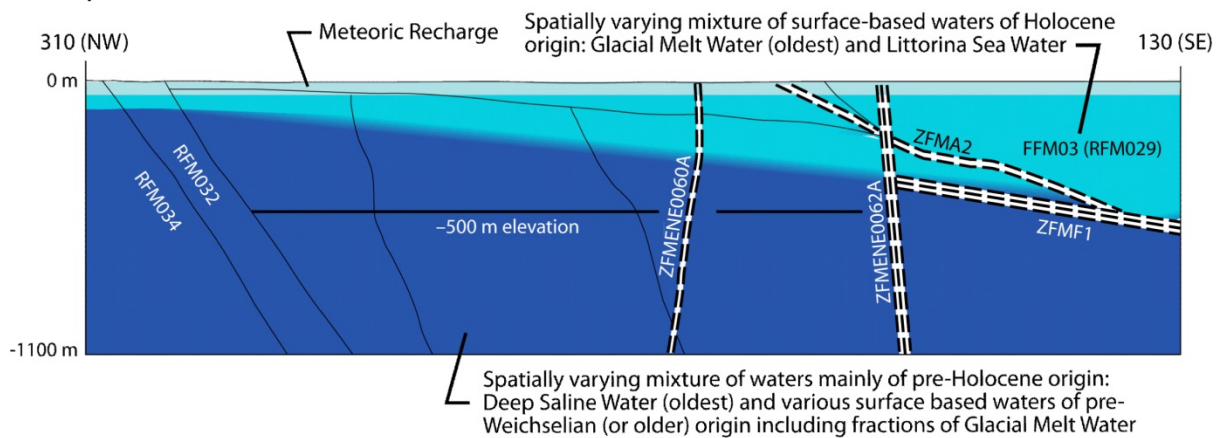 310 (NW)
Meteoric Recharge
Spatially varying mixture of surface-based waters of Holocene
origin: Glacial Melt Water (oldest) and Littorina Sea Water
130 (SE)
0 m
RFM034
RFM032
–500 m elevation
ZFMENE0060A
ZFMENE0062A
ZFMA2
FFM03 (RFM029)
ZFMF1
-1100 m
Spatially varying mixture of waters mainly of pre-Holocene origin:
Deep Saline Water (oldest) and various surface based waters of pre-
Weichselian (or older) origin including fractions of Glacial Melt Water